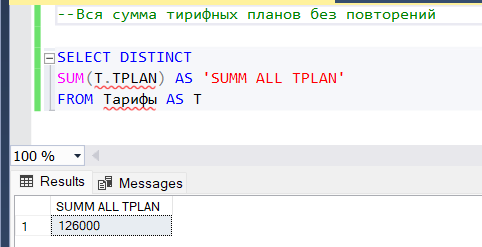 --Вся сумма тирифных планов без повторений
SELECT DISTINCT
SUM(T.TPLAN) AS 'SUMM ALL TPLAN'
FROM Тарифы AS T
100 %
Results Messages
SUMM ALL TPLAN
1 126000